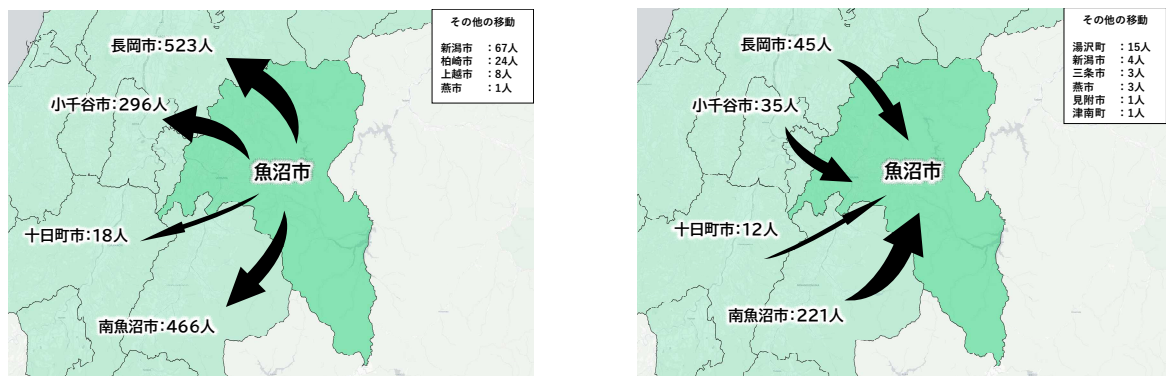 その他の移動
新潟市 ：67人
柏崎市 ：24人
上越市 ：8人
燕市 ：1人
長岡市：523人
小千谷市：296人
魚沼市
十日町市：18人
南魚沼市：466人
その他の移動
湯沢町 ：15人
新潟市 ：4人
三条市 ：3人
燕市 ：3人
見附市 ：1人
津南町 ：1人
長岡市：45人
小千谷市：35人
魚沼市
十日町市：12人
南魚沼市：221人